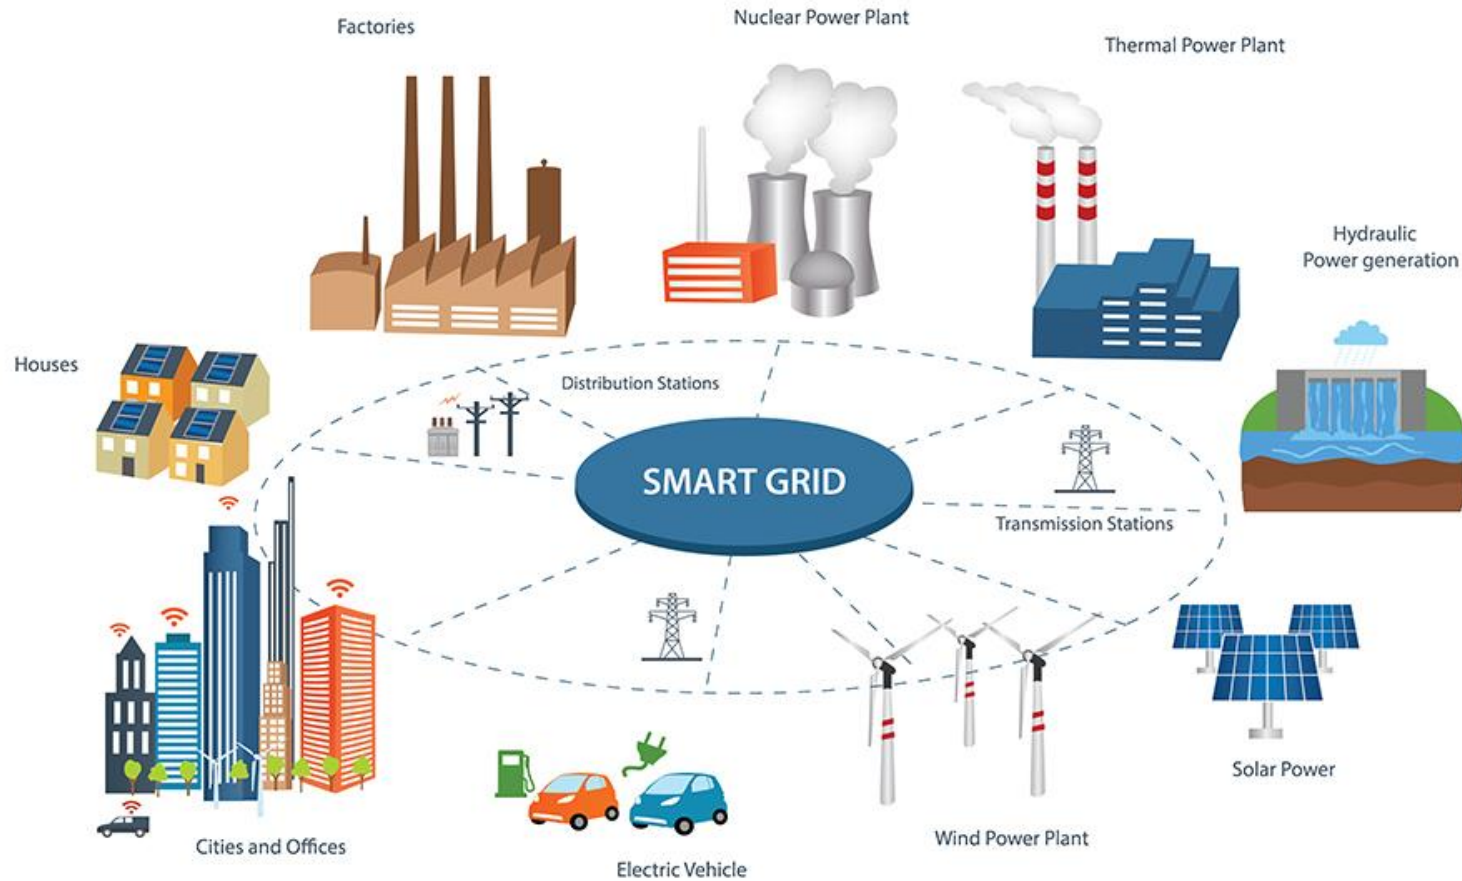 Factories
Nuclear Power Plant
Thermal Power Plant
Hydraulic
Power generation
Houses
Distribution Stations
SMART GRID
Transmission Stations
Solar Power
Wind Power Plant
Cities and Offices
Electric Vehicle